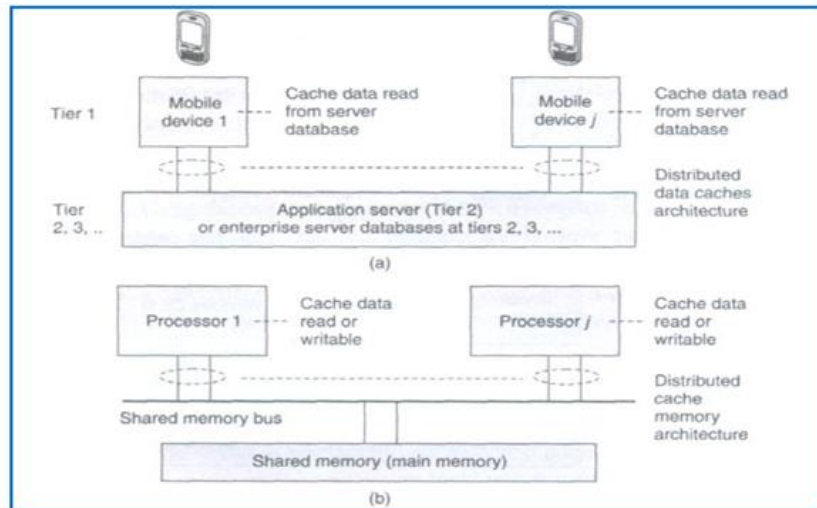 Tier 1
Mobile
device 1
Cache data read
from server
database
Mobile
device j
Cache data read
from server
database
Distributed
data caches
architecture
Tier
2, 3, ..
Application server (Tier 2)
or enterprise server databases at tiers 2, 3, ...
(a)
Processor 1
Cache data
read or
writable
Processor j
Cache data
read or
writable
Distributed
cache
memory
architecture
Shared memory bus
Shared memory (main memory)
(b)